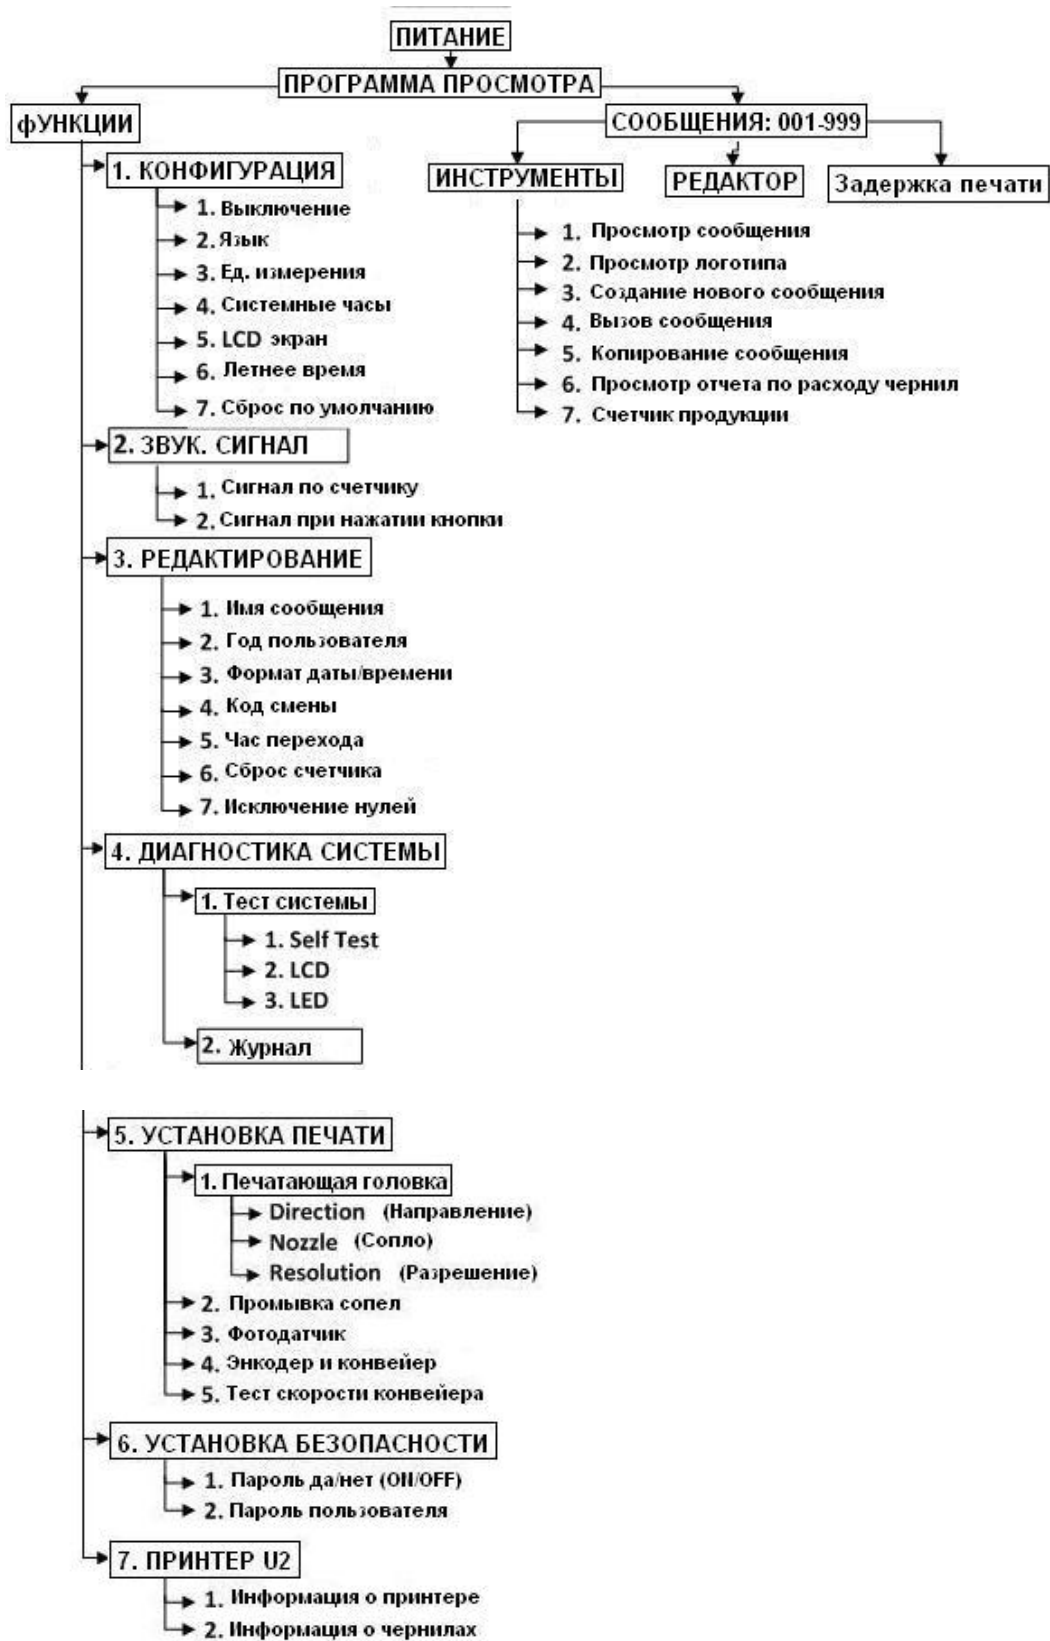 ПИТАНИЕ
ПРОГРАММА ПРОСМОТРА
фУНКЦИИ
СООБЩЕНИЯ: 001-999
1. КОНФИГУРАЦИЯ
ИНСТРУМЕНТЫ
РЕДАКТОР
Задержка печати
1. Выключение
2. Язык
3. Ед. измерения
4. Системные часы
5. LCD экран
6. Летнее время
7. Сброс по умолчанию
1. Просмотр сообщения
2. Просмотр логотипа
3. Создание нового сообщения
4. Вызов сообщения
5. Копирование сообщения
6. Просмотр отчета по расходу чернил
7. Счетчик продукции
2. ЗВУК. СИГНАЛ
1. Сигнал по счетчику
2. Сигнал при нажатии кнопки
3. РЕДАКТИРОВАНИЕ
1. Имя сообщения
2. Год пользователя
3. Формат даты/времени
4. Код смены
5. Час перехода
6. Сброс счетчика
7. Исключение нулей
4. ДИАГНОСТИКА СИСТЕМЫ
1. Тест системы
1. Self Test
2. LCD
3. LED
2. Журнал
5. УСТАНОВКА ПЕЧАТИ
1. Печатающая головка
Direction (Направление)
Nozzle (Сопло)
Resolution (Разрешение)
2. Промывка сопел
3. Фотодатчик
4. Энкодер и конвейер
5. Тест скорости конвейера
6. УСТАНОВКА БЕЗОПАСНОСТИ
1. Пароль да/нет (ON/OFF)
2. Пароль пользователя
7. ПРИНТЕР U2
1. Информация о принтере
2. Информация о чернилах